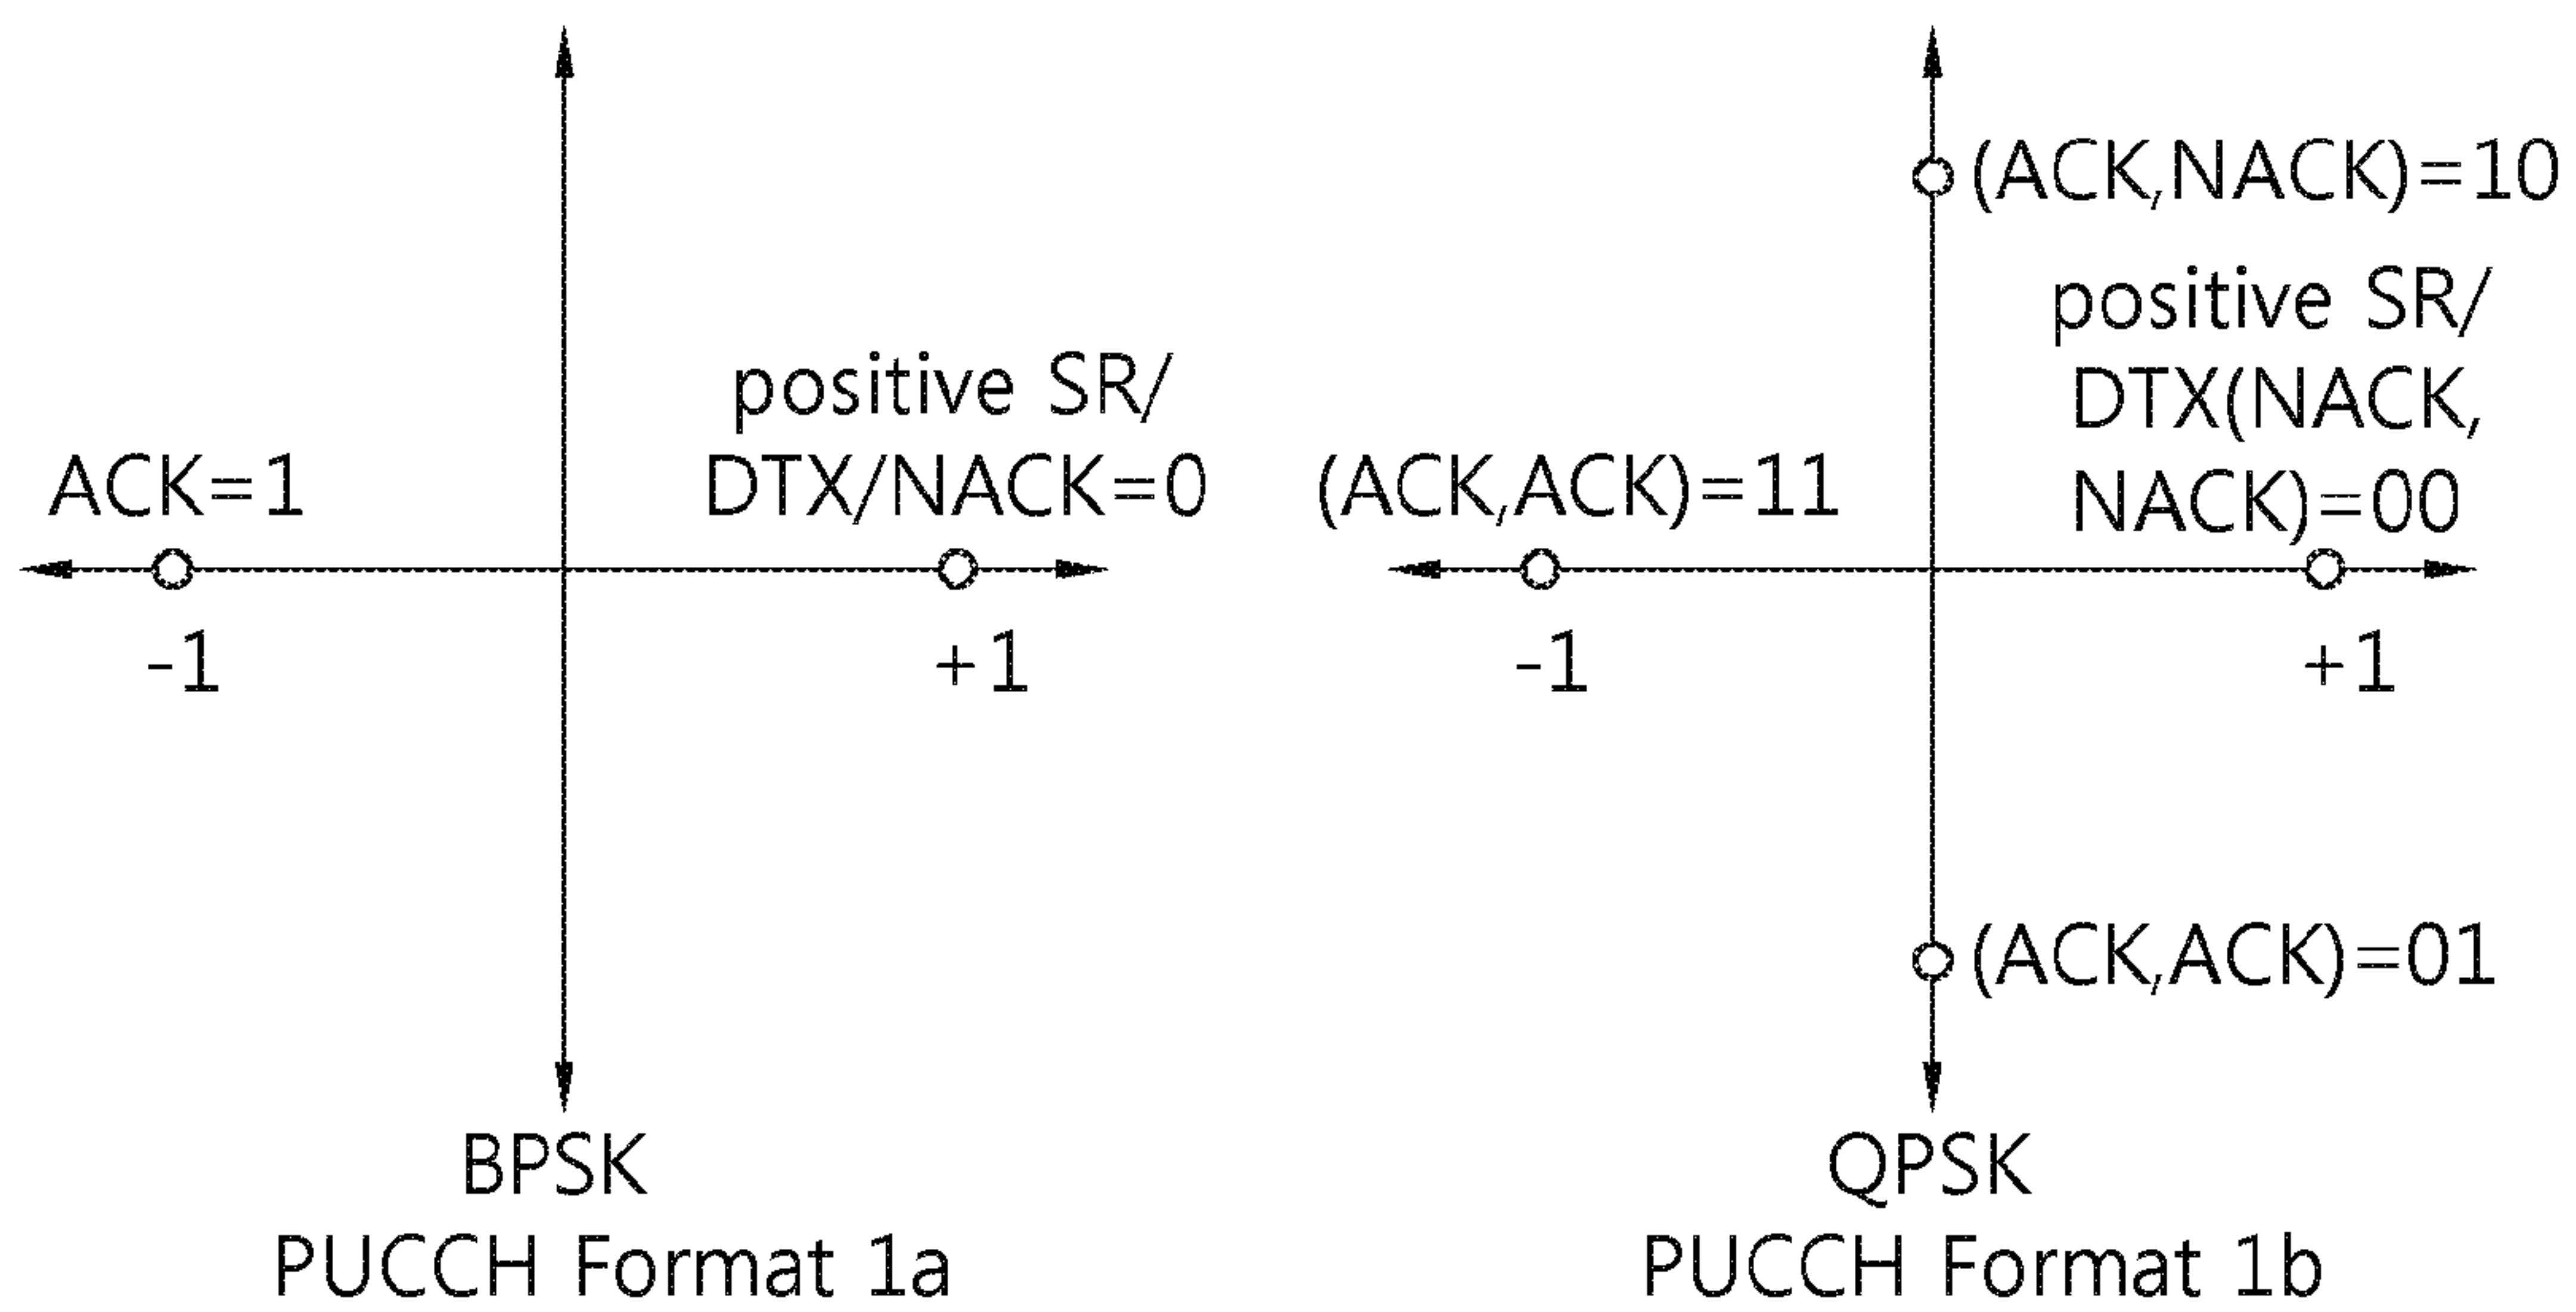 ACK=1
positive SR/
DTX/NACK=0
-1
+1
BPSK
PUCCH Format 1a
(ACK,NACK)=10
positive SR/
DTX(NACK,
NACK)=00
(ACK,ACK)=11
-1
+1
(ACK,ACK)=01
QPSK
PUCCH Format 1b